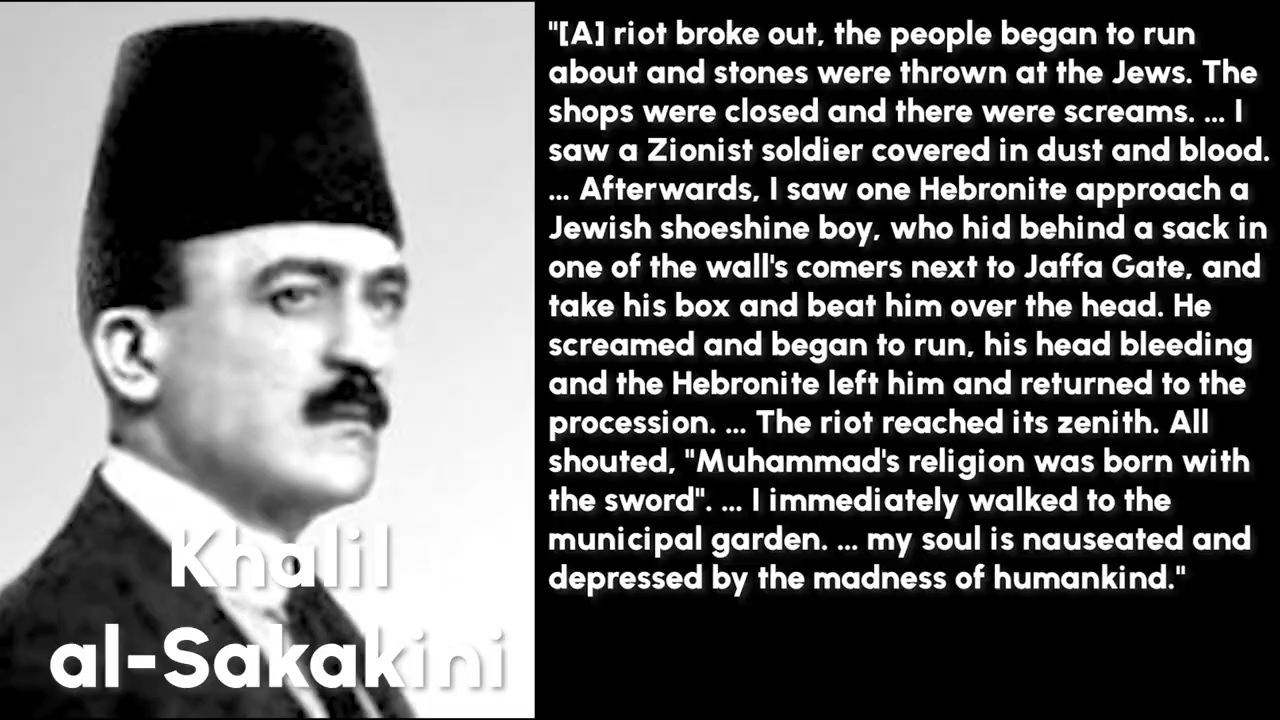 Khalil
al-Sakakini
"[A] riot broke out, the people began to run
about and stones were thrown at the Jews. The
shops were closed and there were screams. ... I
saw a Zionist soldier covered in dust and blood.
... Afterwards, I saw one Hebronite approach a
Jewish shoeshine boy, who hid behind a sack in
one of the wall's comers next to Jaffa Gate, and
take his box and beat him over the head. He
screamed and began to run, his head bleeding
and the Hebronite left him and returned to the
procession. ... The riot reached its zenith. All
shouted, "Muhammad's religion was born with
the sword". ... I immediately walked to the
municipal garden. ... my soul is nauseated and
depressed by the madness of humankind."